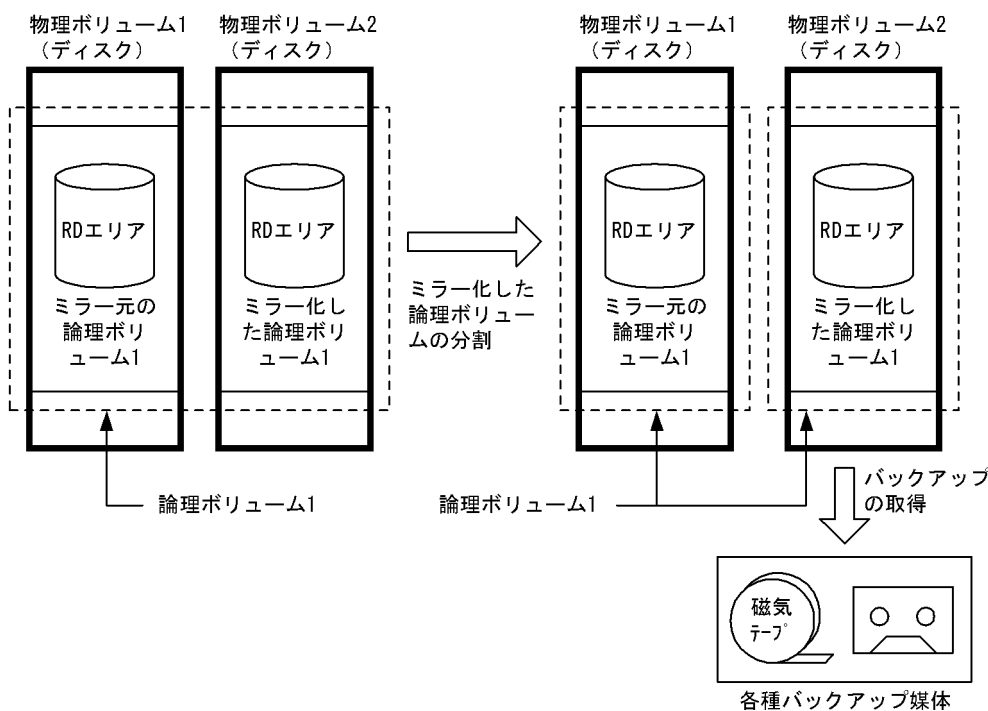 物理ボリューム1
（ディスク）
物理ボリューム2
（ディスク）
RDエリア
ミラー元の
論理ボリ
ューム1
RDエリア
ミラー化し
た論理ボリ
ューム1
論理ボリューム1
ミラー化した
論理ボリュー
ムの分割
物理ボリューム1
（ディスク）
物理ボリューム2
（ディスク）
RDエリア
ミラー元の
論理ボリ
ューム1
RDエリア
ミラー化し
た論理ボリ
ューム1
論理ボリューム1
バックアップ
の取得
磁気
ﾃｰﾌﾟ
各種バックアップ媒体